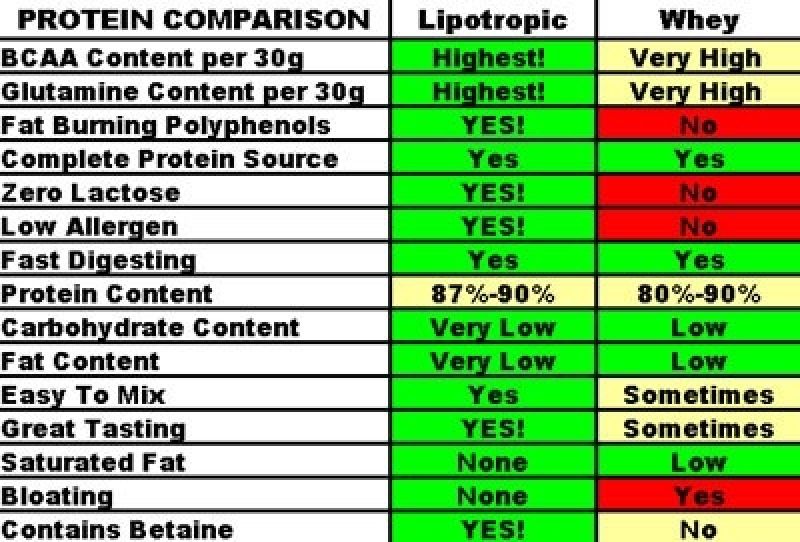 PROTEIN COMPARISON Lipotropic Whey
BCAA Content per 30g Highest! Very High
Glutamine Content per 30g Highest! Very High
Fat Burning Polyphenols YES! No
Complete Protein Source Yes Yes
Zero Lactose YES! No
Low Allergen YES! No
Fast Digesting Yes Yes
Protein Content 87%-90% 80%-90%
Carbohydrate Content Very Low Low
Fat Content Very Low Low
Easy To Mix Yes Sometimes
Great Tasting YES! Sometimes
Saturated Fat None Low
Bloating None Yes
Contains Betaine YES! No